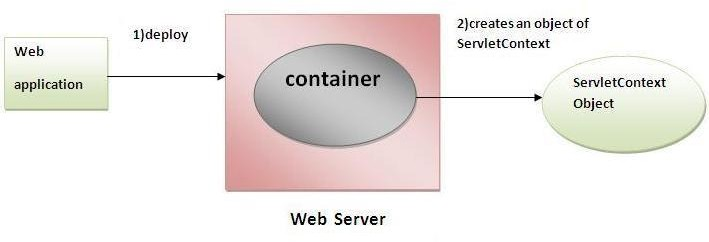 Web
application
1)deploy
container
Web Server
2)creates an object of
ServletContext
ServletContext
Object